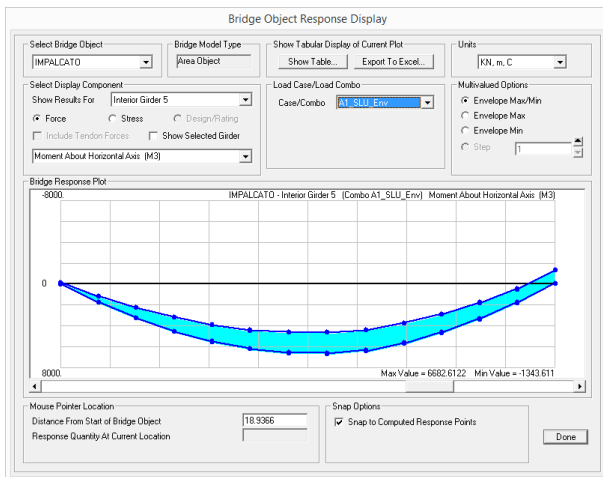 Bridge Object Response Display
Select Bridge Object
IMPALCATO
Bridge Model Type
Area Object
Show Tabular Display of Current Plot
Show Table...
Export To Excel...
Units
KN, m, C
Select Display Component
Show Results For
Interior Girder 5
Force
Stress
Design/Rating
Include Tendon Forces
Show Selected Girder
Moment About Horizontal Axis (M3)
Load Case/Load Combo
Case/Combo
A1_SLU_Env
Multivalued Options
Envelope Max/Min
Envelope Max
Envelope Min
Step
1
Bridge Response Plot
-8000.
IMPALCATO - Interior Girder 5 (Combo A1_SLU_Env) Moment About Horizontal Axis (M3)
0
8000.
Max Value = 6682.6122 Min Value = -1343.611
Mouse Pointer Location
Distance From Start of Bridge Object
18.9366
Response Quantity At Current Location
Snap Options
Snap to Computed Response Points
Done